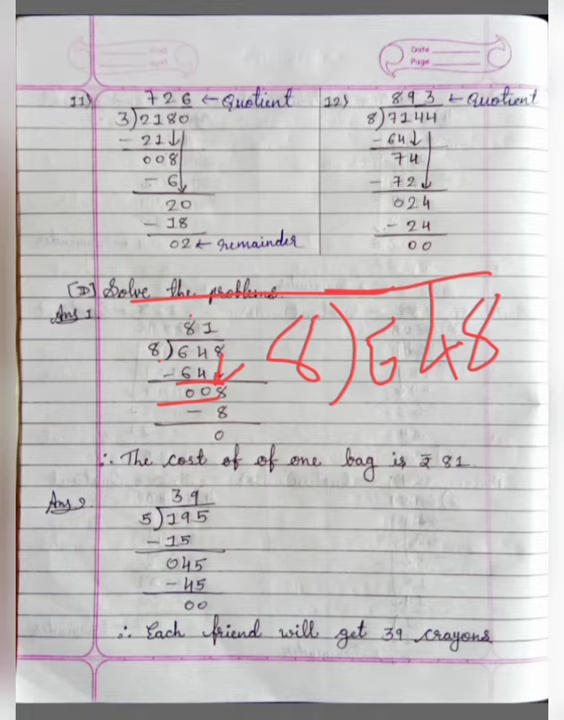 Date
Page
11) 726 ← Quotient
3)2180
- 21↓
008
- 6↓
20
- 18
02 ← remainder
12) 893 ← Quotient
8)7144
- 64↓
74
- 72↓
024
- 24
00
[D] Solve the problems.
Ans 1 81
8)648
- 64
008
- 8
0
8)648
∴ The cost of of one bag is ₹ 81.
Ans 2. 39
5)195
- 15
045
- 45
00
∴ Each friend will get 39 crayons